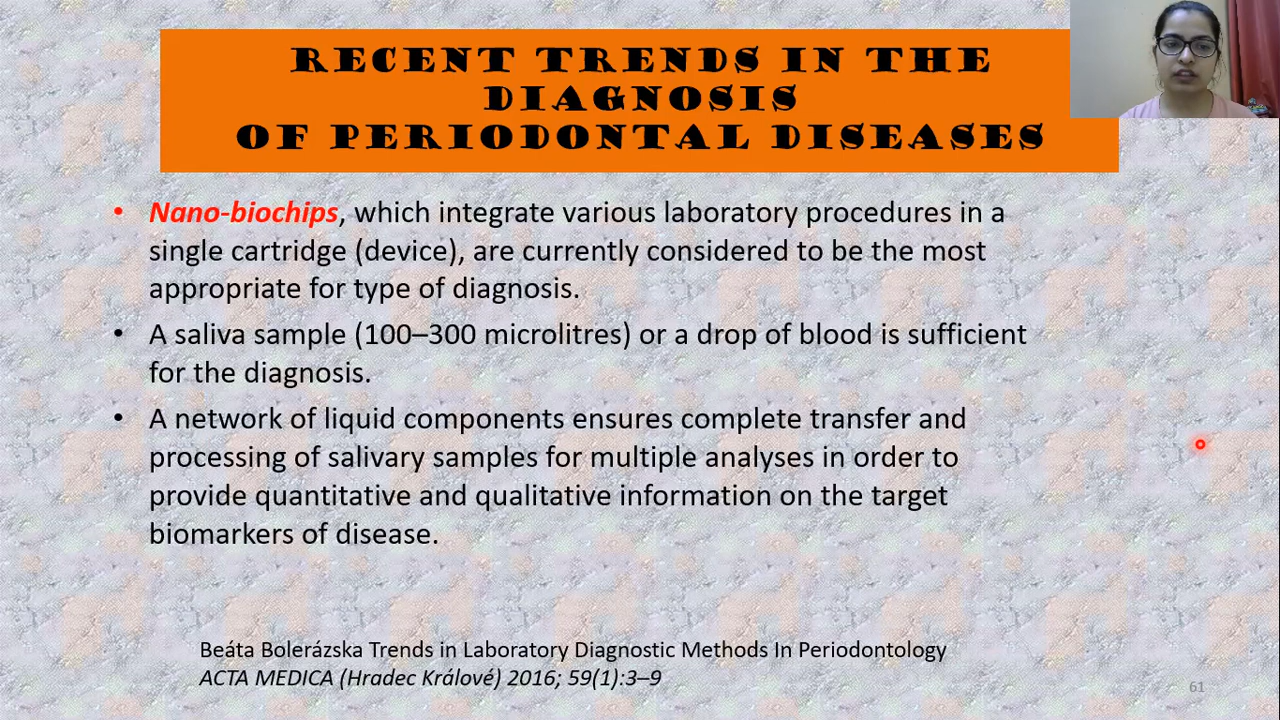 RECENT TRENDS IN THE
DIAGNOSIS
OF PERIODONTAL DISEASES
• Nano-biochips, which integrate various laboratory procedures in a
single cartridge (device), are currently considered to be the most
appropriate for type of diagnosis.
• A saliva sample (100–300 microlitres) or a drop of blood is sufficient
for the diagnosis.
• A network of liquid components ensures complete transfer and
processing of salivary samples for multiple analyses in order to
provide quantitative and qualitative information on the target
biomarkers of disease.
Beáta Bolerázska Trends in Laboratory Diagnostic Methods In Periodontology
ACTA MEDICA (Hradec Králové) 2016; 59(1):3–9
61